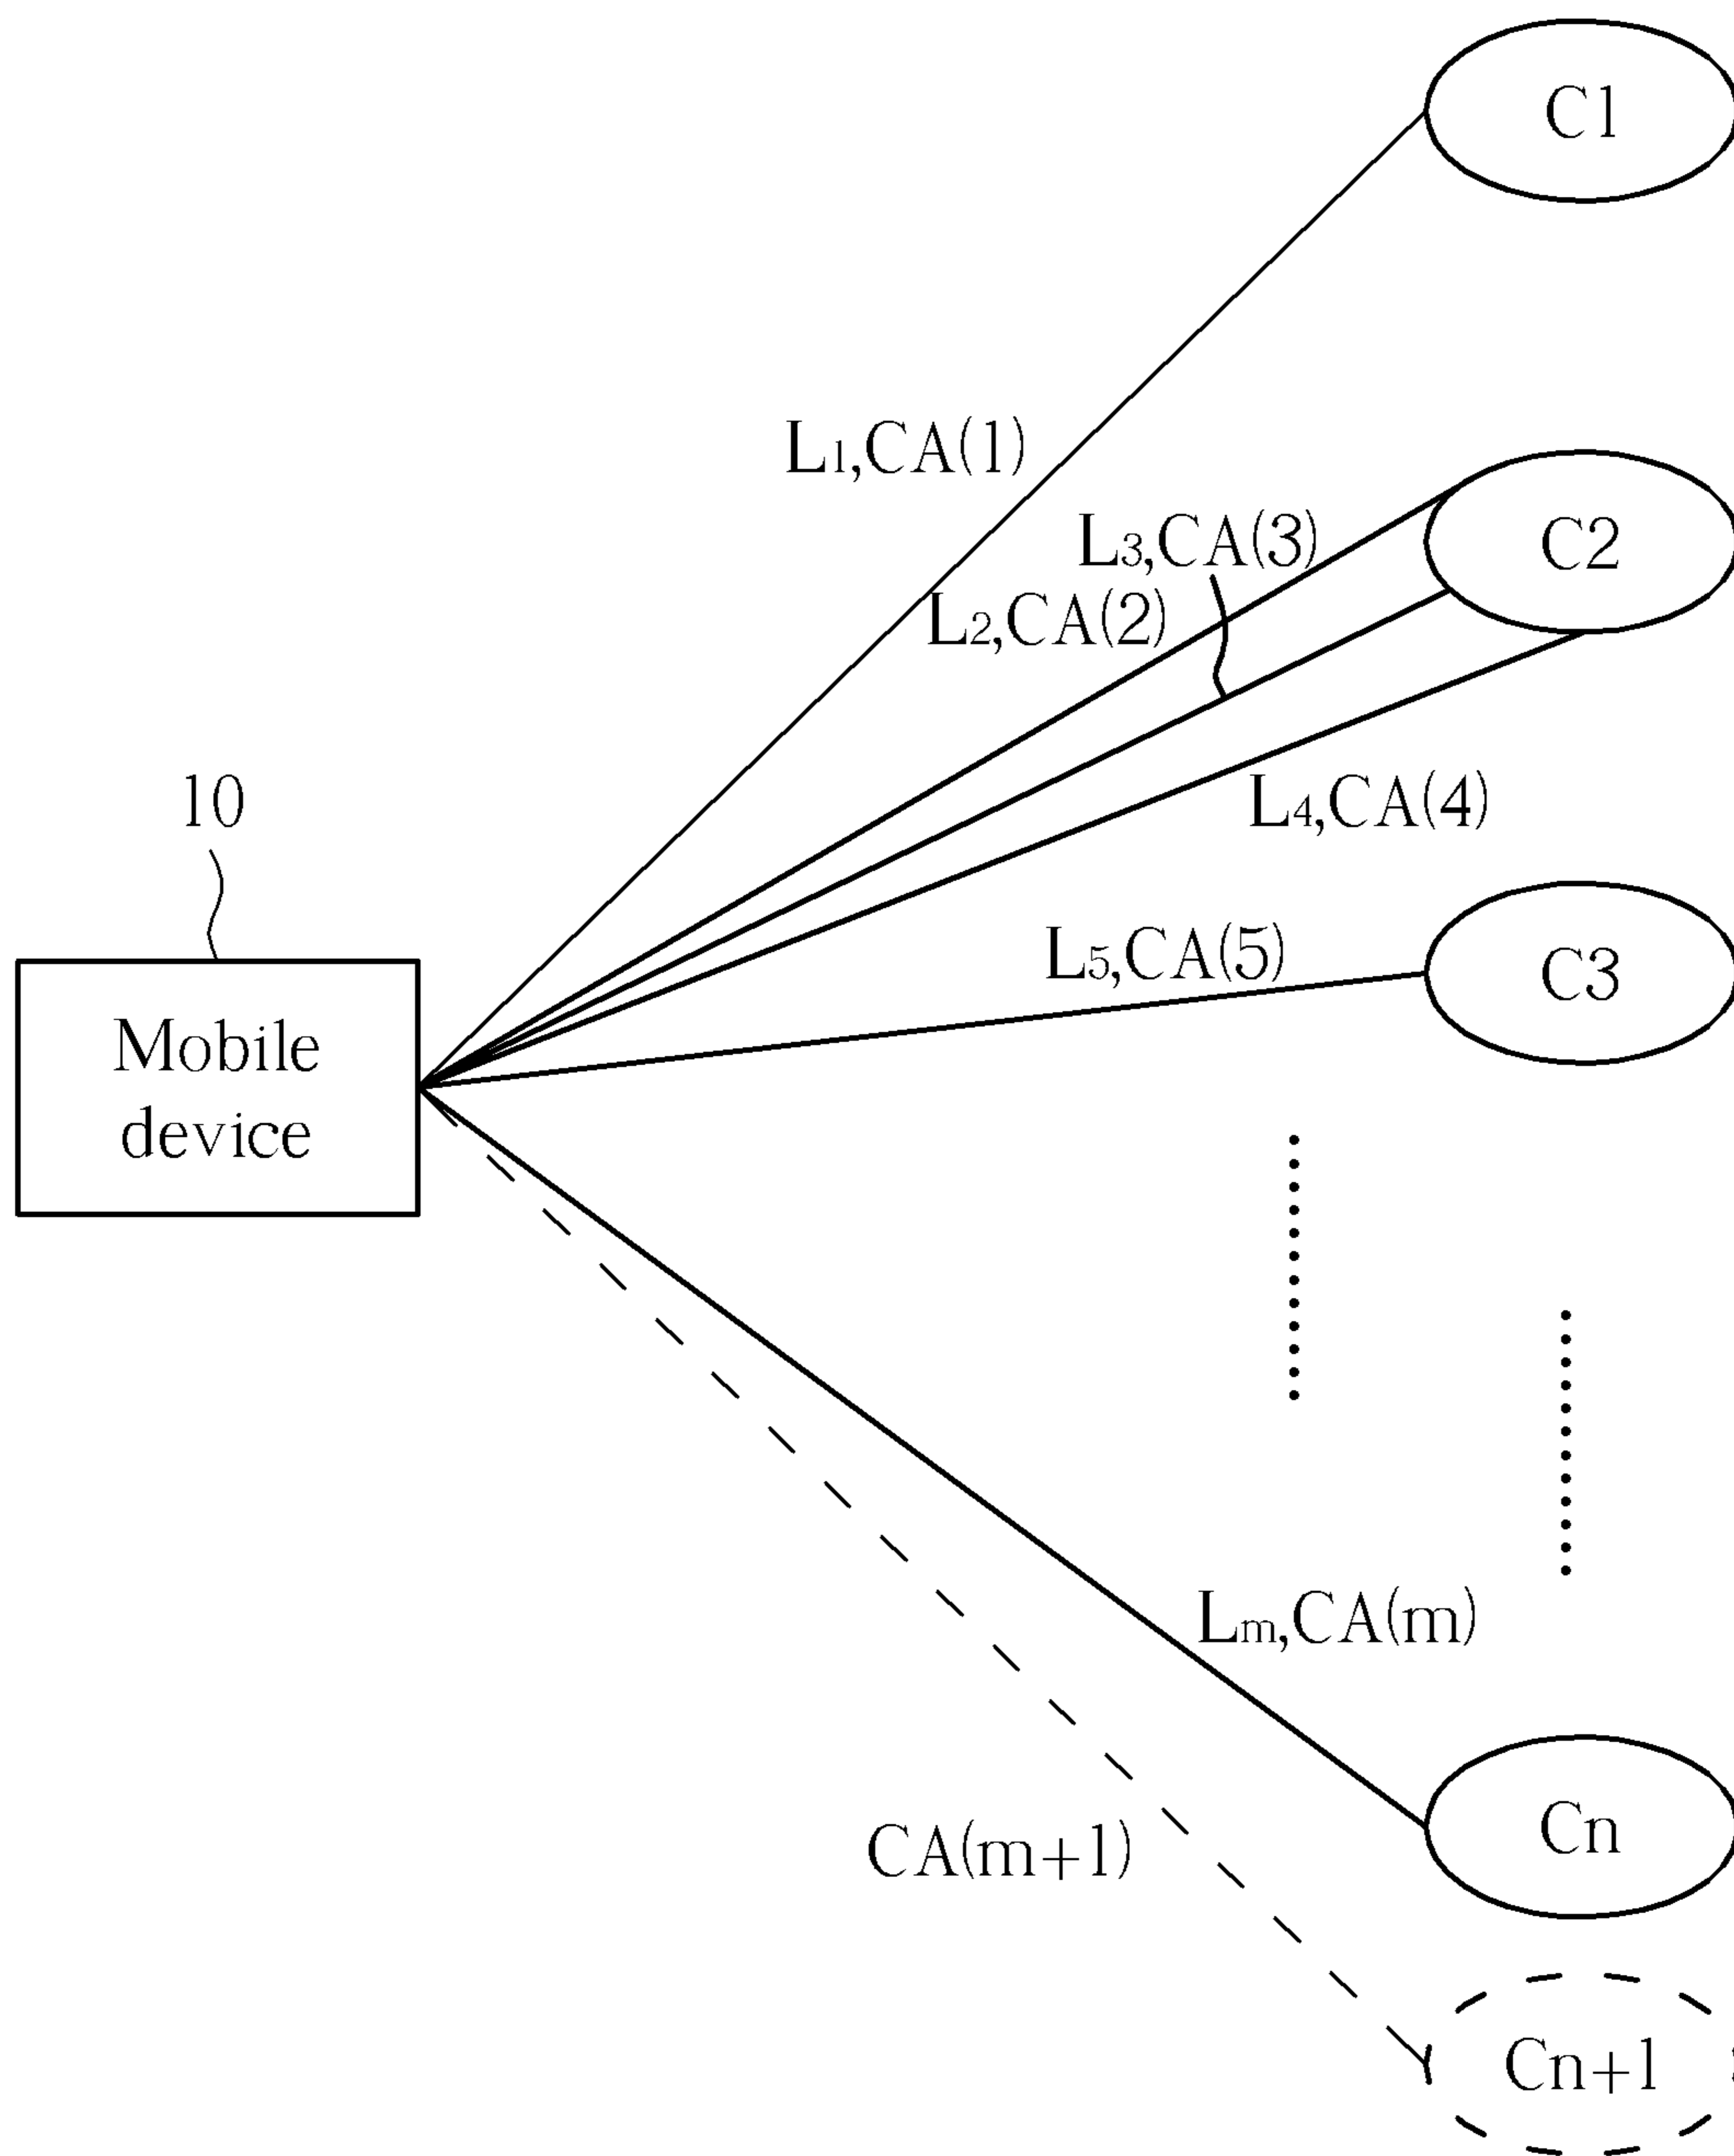 C1
L1,CA(1)
C2
L3,CA(3)
L2,CA(2)
10
L4,CA(4)
L5,CA(5)
C3
Mobile
device
Lm,CA(m)
Cn
CA(m+1)
Cn+1